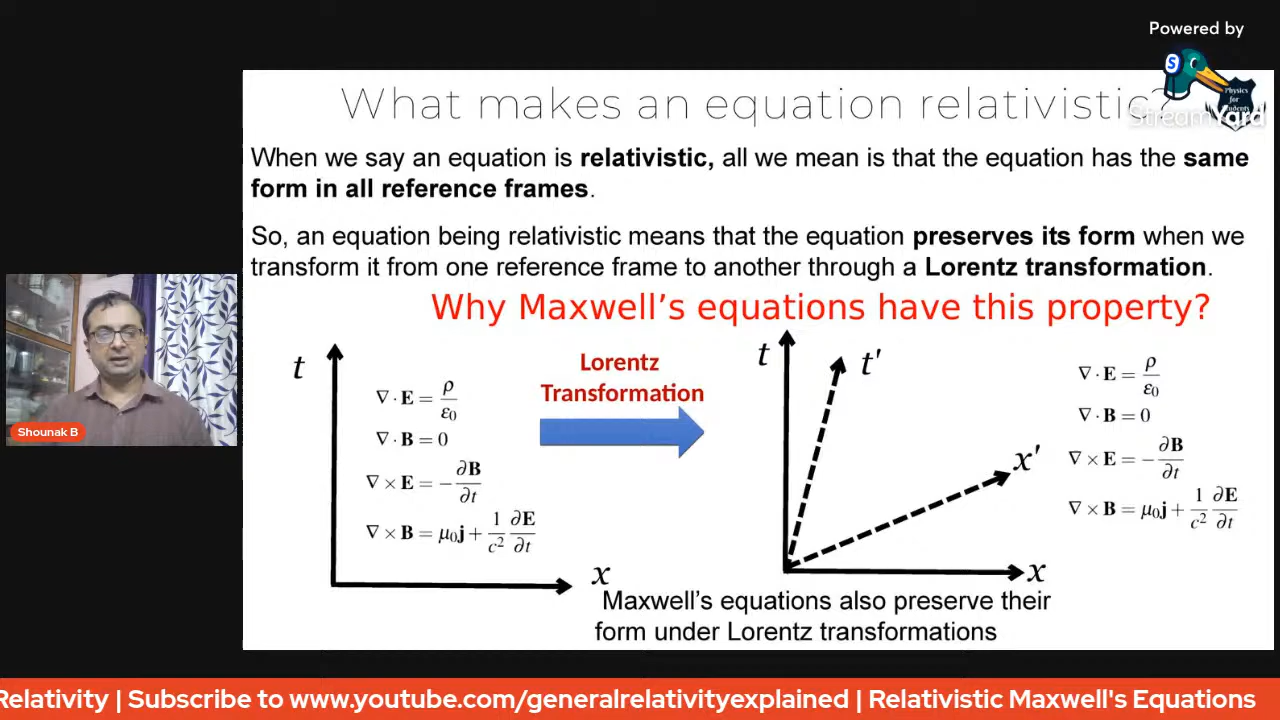 Powered by
S
StreamYard
Physics
for
Students
What makes an equation relativistic?
When we say an equation is relativistic, all we mean is that the equation has the same
form in all reference frames.
So, an equation being relativistic means that the equation preserves its form when we
transform it from one reference frame to another through a Lorentz transformation.
Why Maxwell's equations have this property?
t
∇ · E = ρ/ε₀
∇ · B = 0
∇ × E = −∂B/∂t
∇ × B = μ₀j + 1/c² ∂E/∂t
x
Lorentz
Transformation
t
t′
x′
x
∇ · E = ρ/ε₀
∇ · B = 0
∇ × E = −∂B/∂t
∇ × B = μ₀j + 1/c² ∂E/∂t
Maxwell's equations also preserve their
form under Lorentz transformations
Shounak B
Relativity | Subscribe to www.youtube.com/generalrelativityexplained | Relativistic Maxwell's Equations